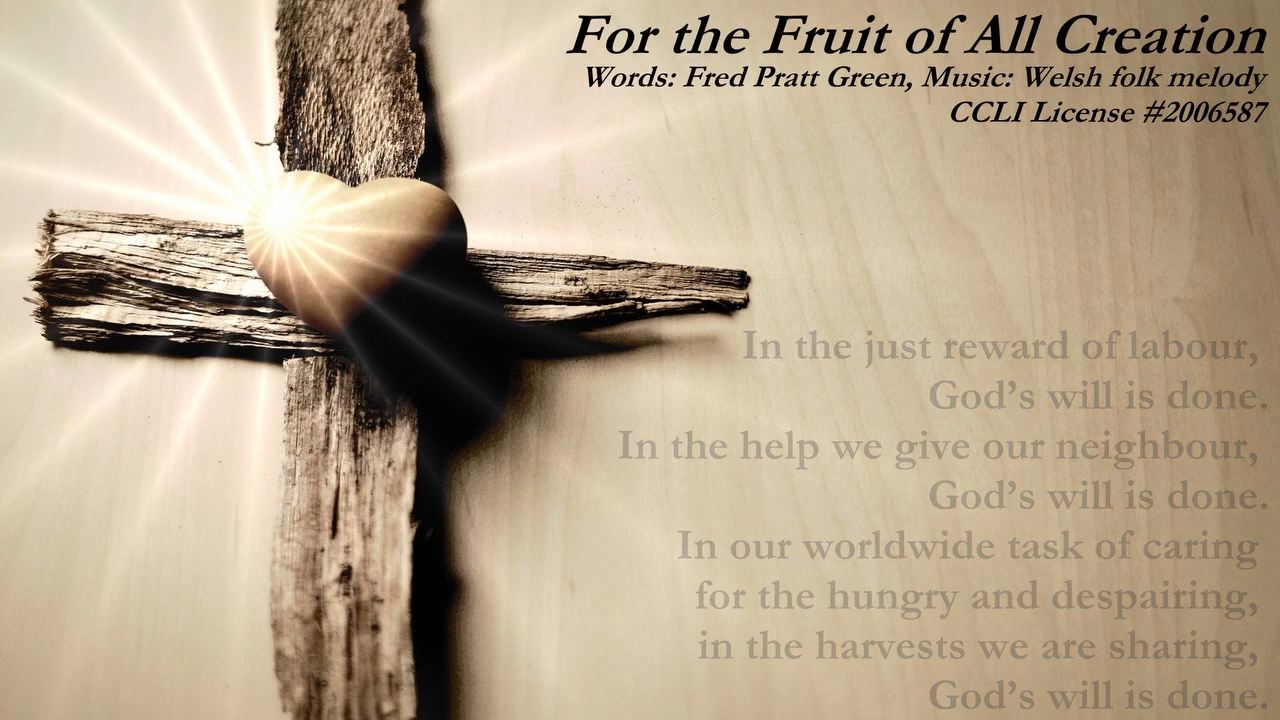 For the Fruit of All Creation
Words: Fred Pratt Green, Music: Welsh folk melody
CCLI License #2006587
In the just reward of labour,
God's will is done.
In the help we give our neighbour,
God's will is done.
In our worldwide task of caring
for the hungry and despairing,
in the harvests we are sharing,
God's will is done.